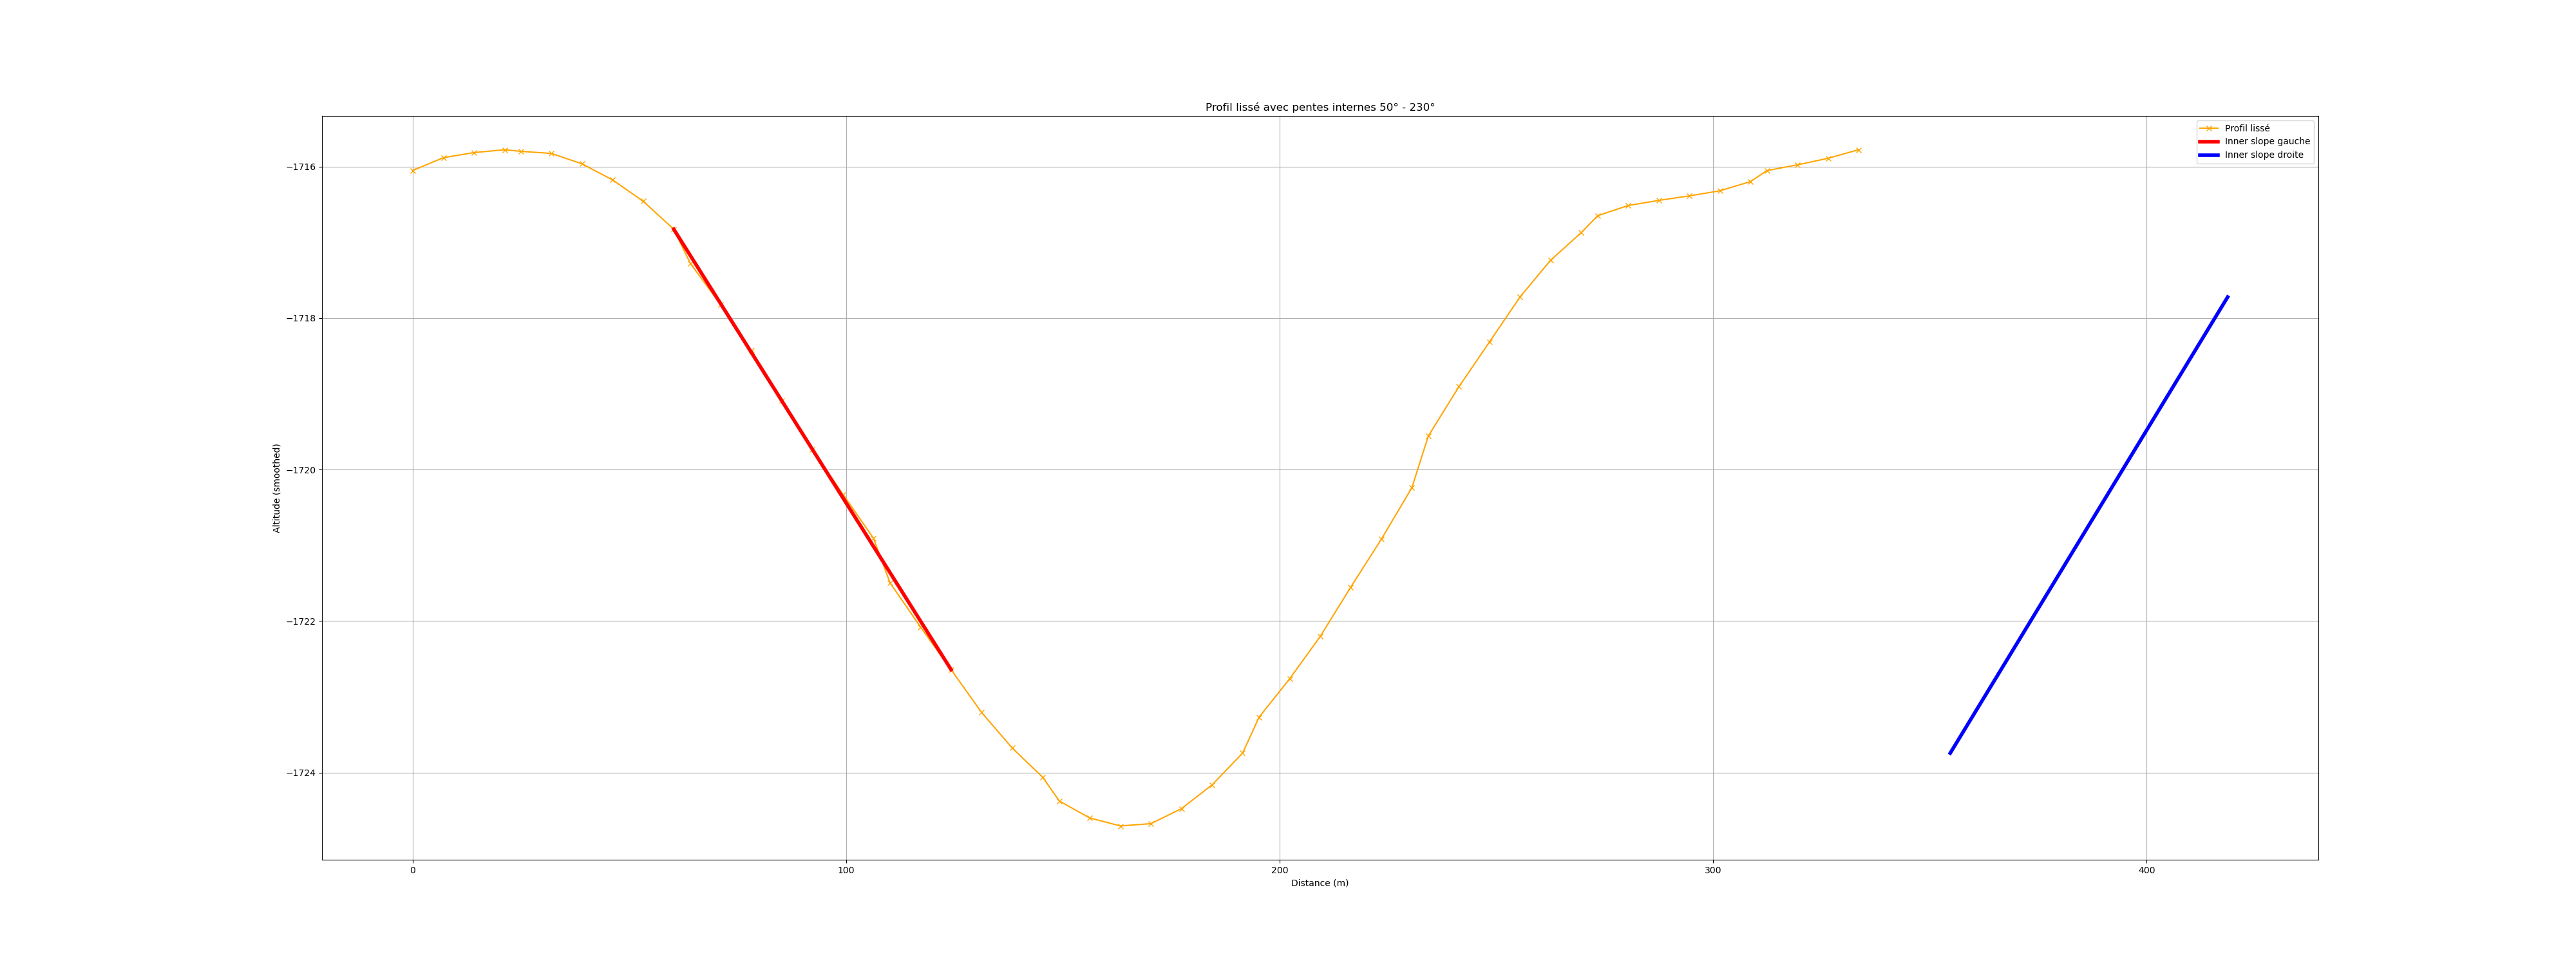 Profil lissé avec pentes internes 50° - 230°
Profil lissé
Inner slope gauche
Inner slope droite
Altitude (smoothed)
−1716
−1718
−1720
−1722
−1724
0
100
200
300
400
Distance (m)